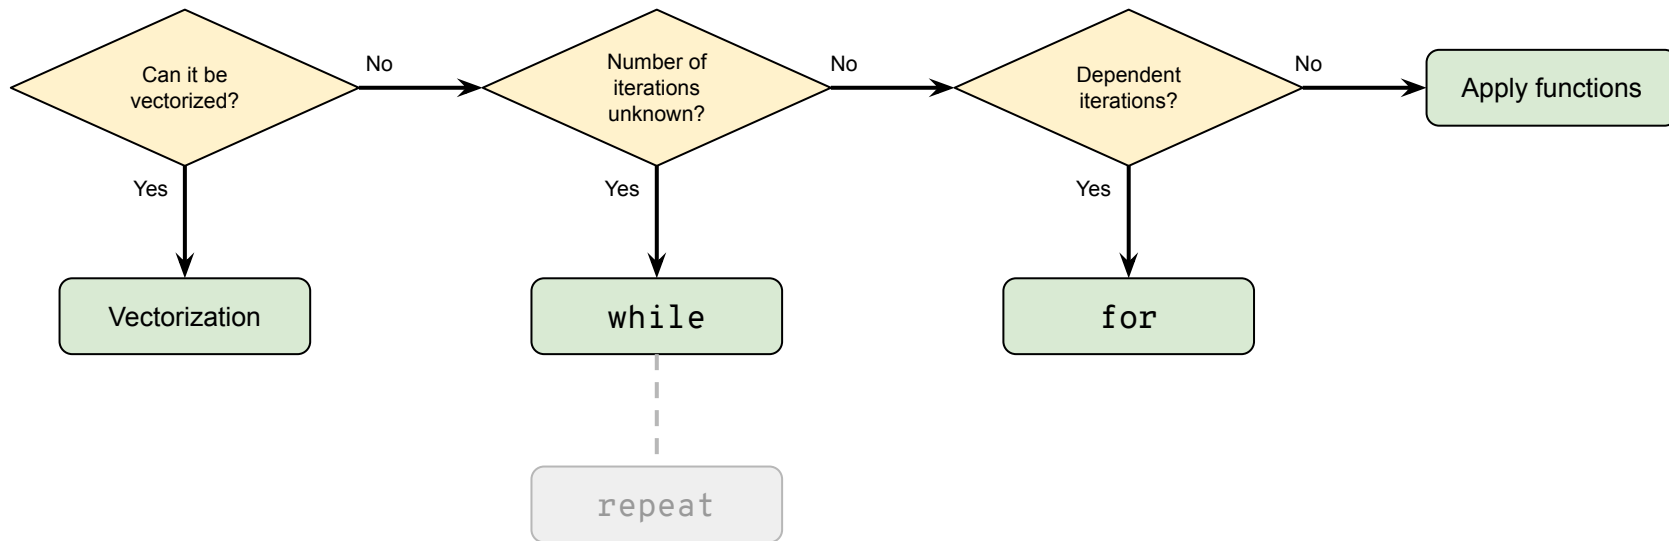 Can it be
vectorized?
No
Number of
iterations
unknown?
No
Dependent
iterations?
No
Apply functions
Yes
Yes
Yes
Vectorization
while
for
repeat